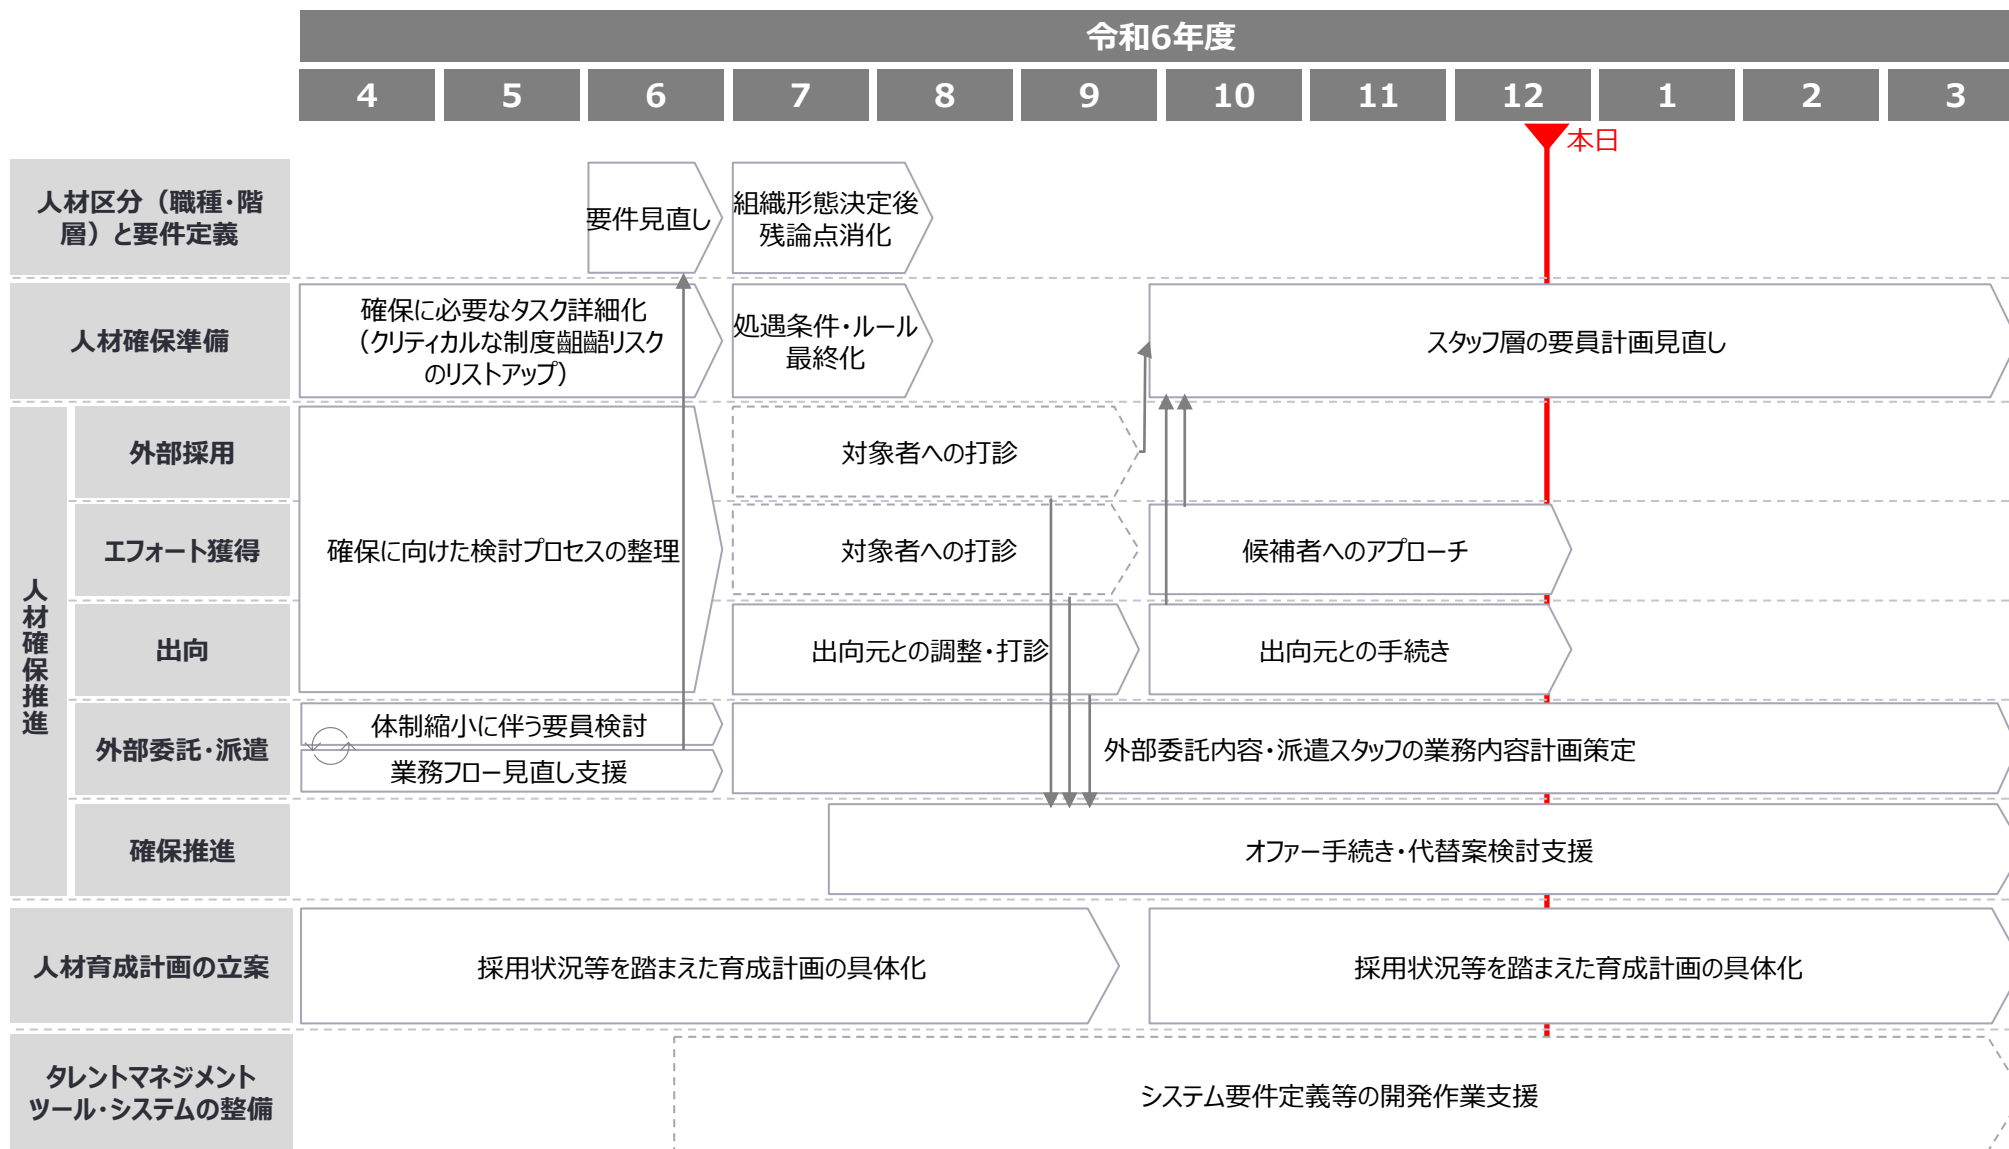 令和6年度
4 5 6 7 8 9 10 11 12 1 2 3
本日
人材区分（職種・階
層）と要件定義
要件見直し
組織形態決定後
残論点消化
人材確保準備
確保に必要なタスク詳細化
（クリティカルな制度齟齬リスク
のリストアップ）
処遇条件・ルール
最終化
スタッフ層の要員計画見直し
人材確保推進
外部採用
対象者への打診
エフォート獲得
確保に向けた検討プロセスの整理
対象者への打診
候補者へのアプローチ
出向
出向元との調整・打診
出向元との手続き
外部委託・派遣
体制縮小に伴う要員検討
業務フロー見直し支援
外部委託内容・派遣スタッフの業務内容計画策定
確保推進
オファー手続き・代替案検討支援
人材育成計画の立案
採用状況等を踏まえた育成計画の具体化
採用状況等を踏まえた育成計画の具体化
タレントマネジメント
ツール・システムの整備
システム要件定義等の開発作業支援